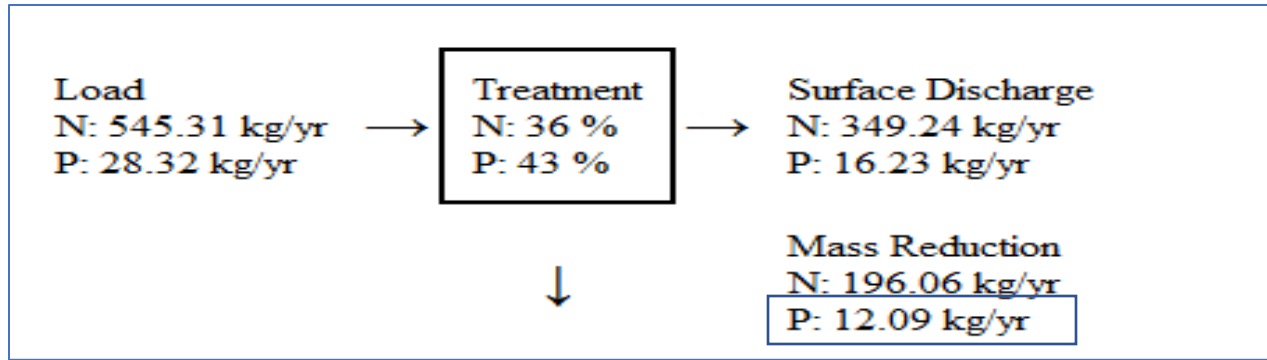 Load
N: 545.31 kg/yr
P: 28.32 kg/yr
Treatment
N: 36 %
P: 43 %
Surface Discharge
N: 349.24 kg/yr
P: 16.23 kg/yr
Mass Reduction
N: 196.06 kg/yr
P: 12.09 kg/yr